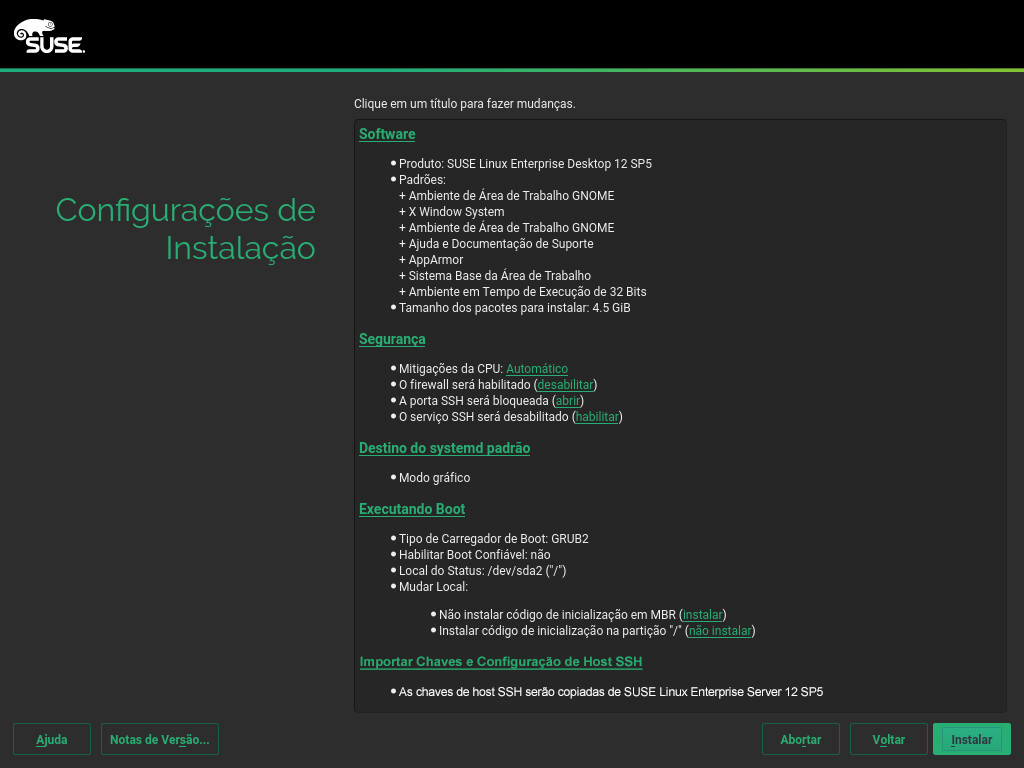 SUSE
Clique em um título para fazer mudanças.
Configurações de
Instalação
Software
Produto: SUSE Linux Enterprise Desktop 12 SP5
Padrões:
+ Ambiente de Área de Trabalho GNOME
+ X Window System
+ Ambiente de Área de Trabalho GNOME
+ Ajuda e Documentação de Suporte
+ AppArmor
+ Sistema Base da Área de Trabalho
+ Ambiente em Tempo de Execução de 32 Bits
Tamanho dos pacotes para instalar: 4.5 GiB
Segurança
Mitigações da CPU: Automático
O firewall será habilitado (desabilitar)
A porta SSH será bloqueada (abrir)
O serviço SSH será desabilitado (habilitar)
Destino do systemd padrão
Modo gráfico
Executando Boot
Tipo de Carregador de Boot: GRUB2
Habilitar Boot Confiável: não
Local do Status: /dev/sda2 ("/")
Mudar Local:
Não instalar código de inicialização em MBR (instalar)
Instalar código de inicialização na partição "/" (não instalar)
Importar Chaves e Configuração de Host SSH
As chaves de host SSH serão copiadas de SUSE Linux Enterprise Server 12 SP5
Ajuda Notas de Versão... Abortar Voltar Instalar